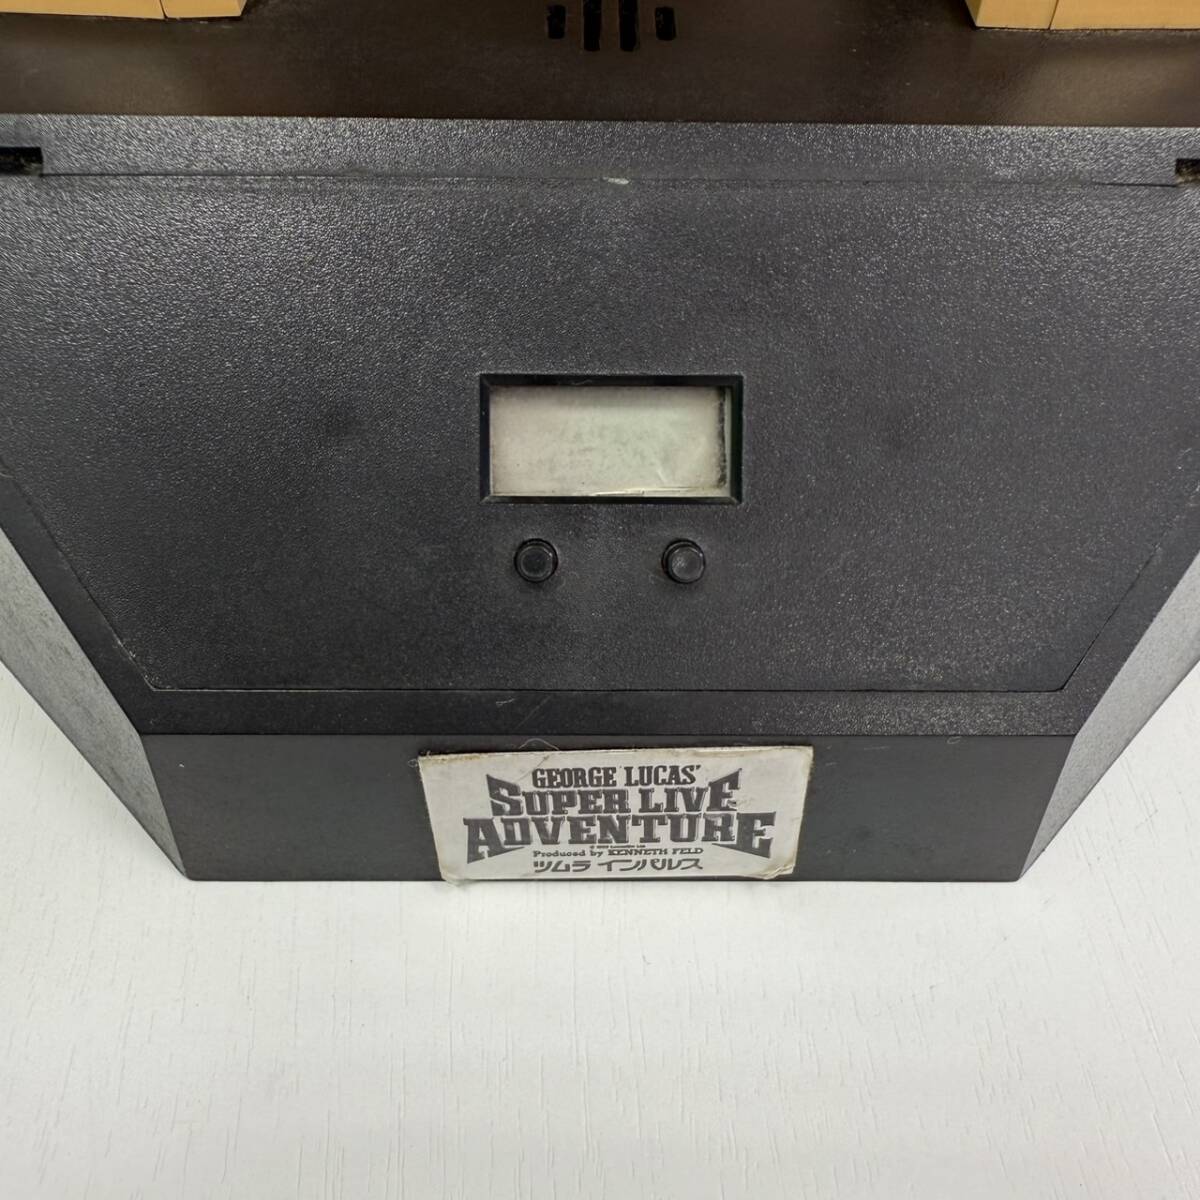 GEORGE LUCAS'
SUPER LIVE
ADVENTURE
Produced by KENNETH FELD
ツムラ インパルス